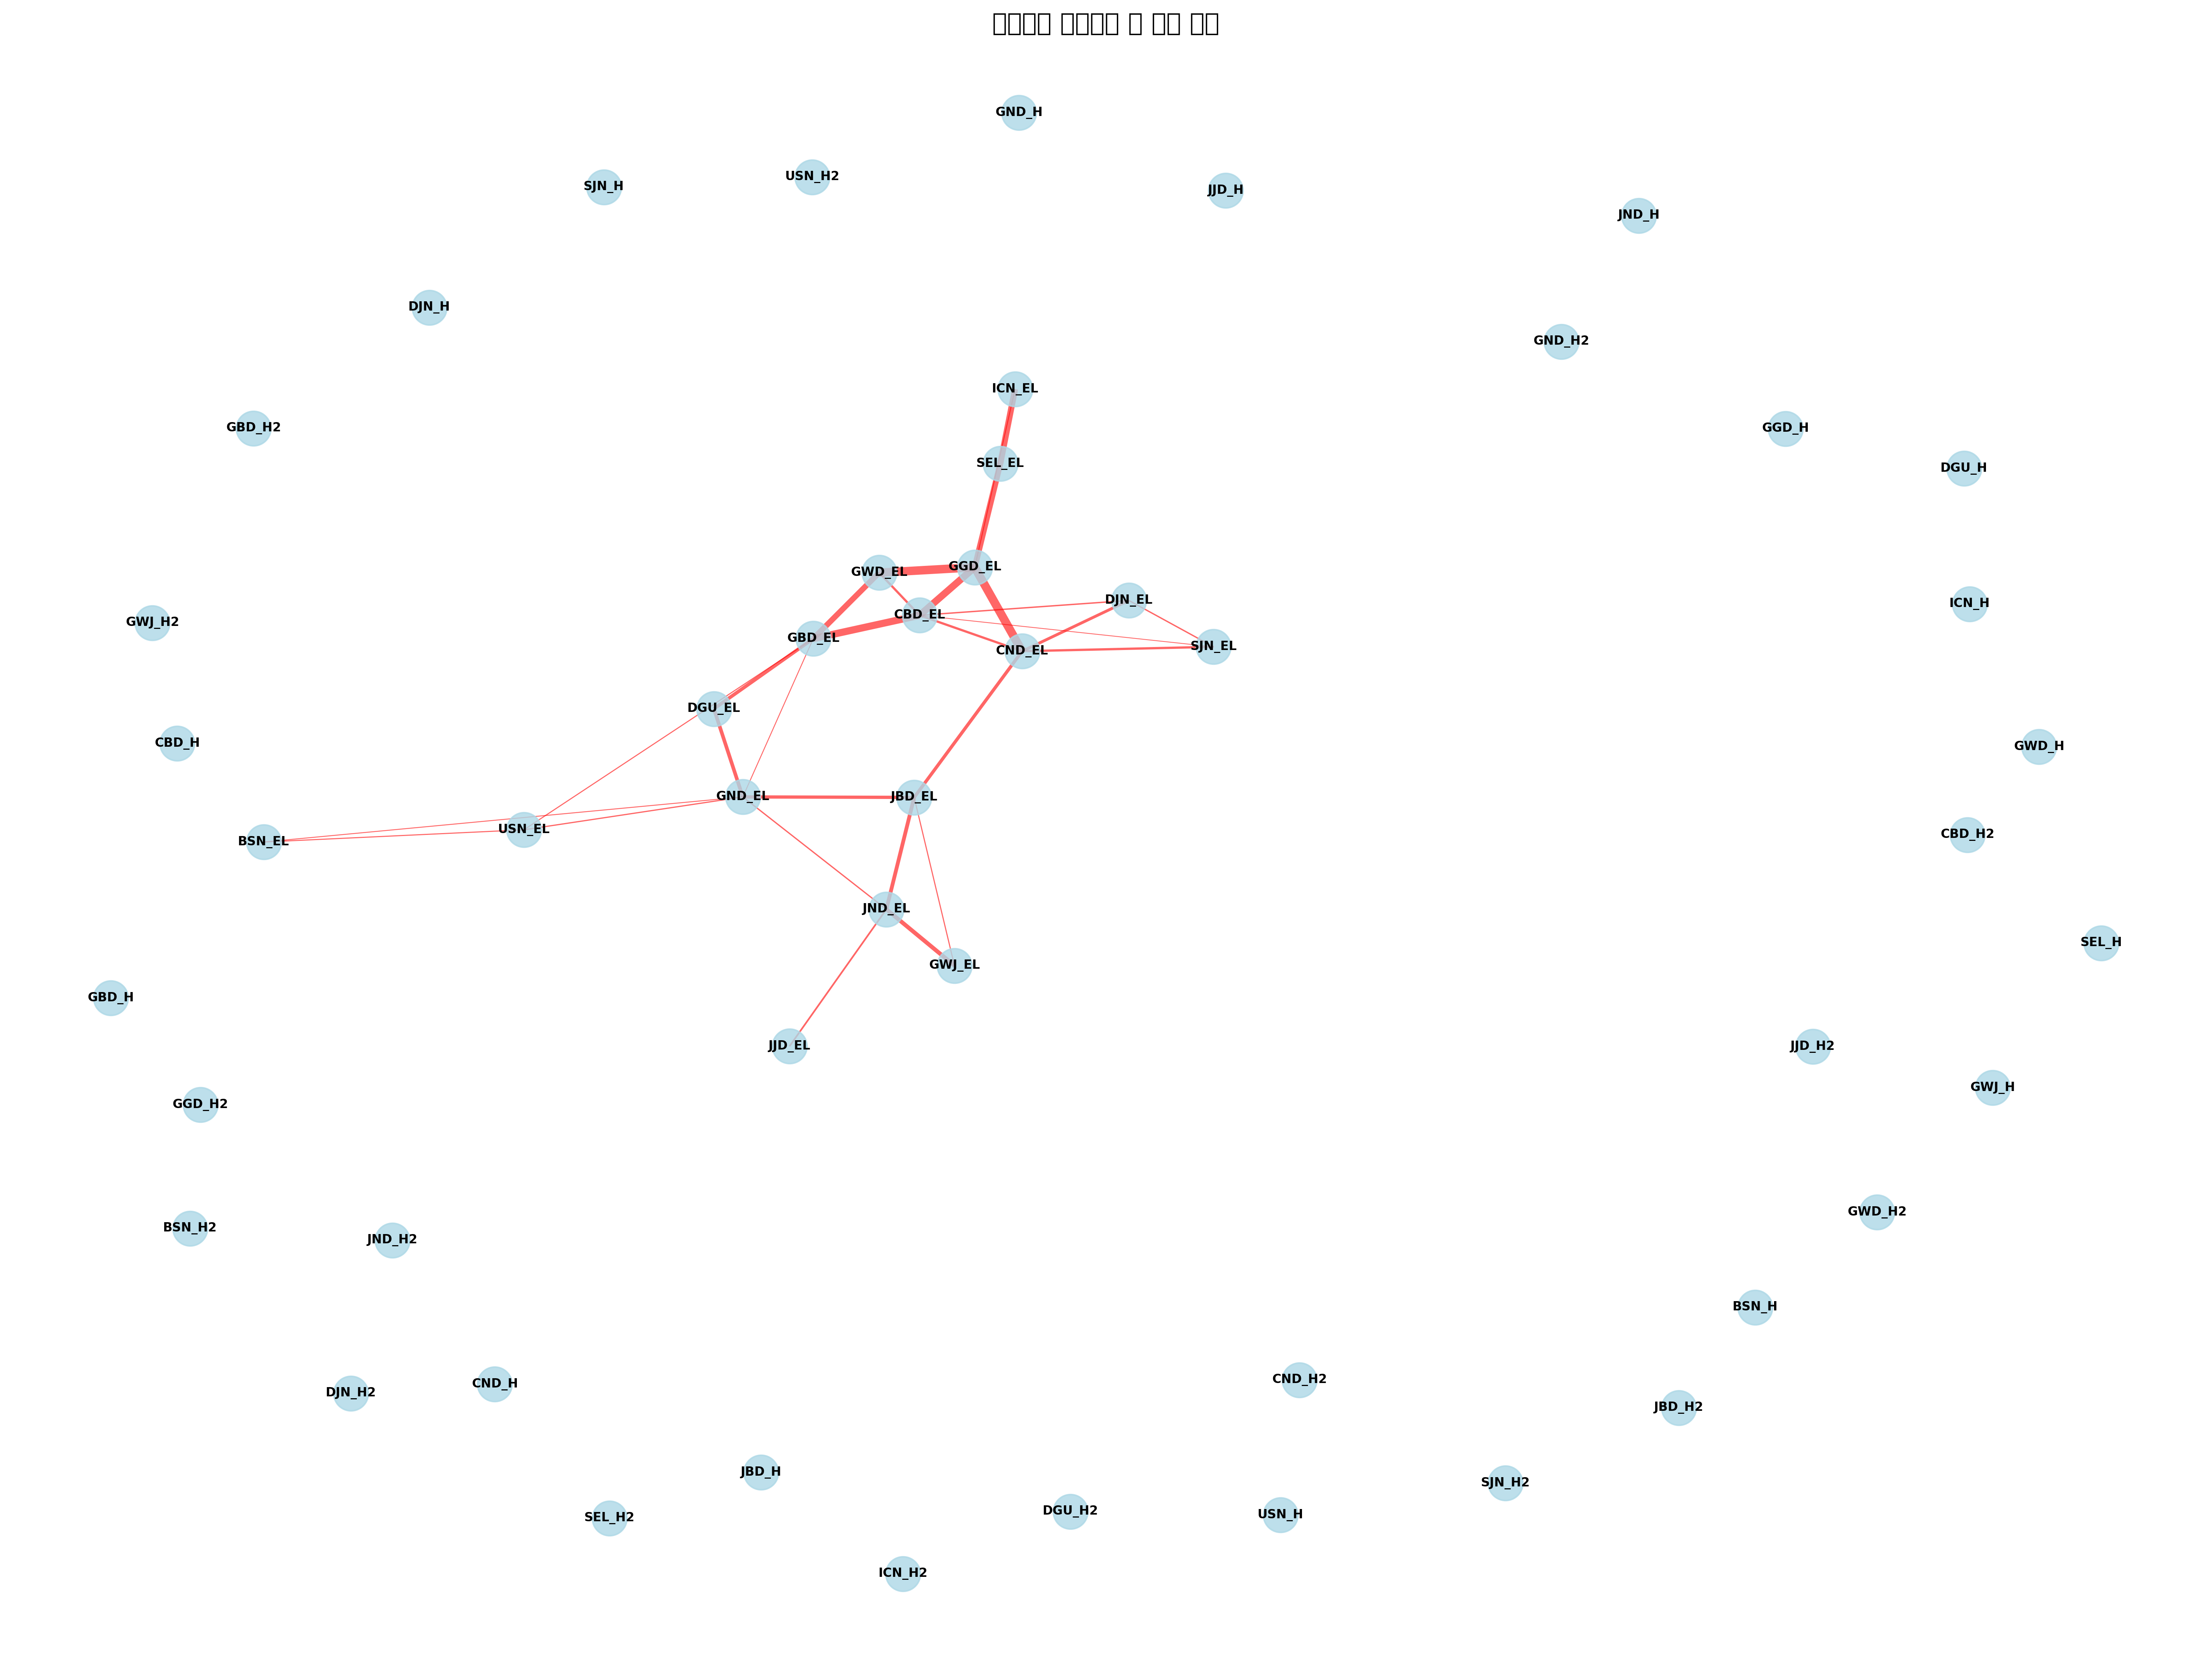 GND_H
USN_H2
SJN_H
JJD_H
JND_H
DJN_H
GND_H2
ICN_EL
GBD_H2
GGD_H
SEL_EL
DGU_H
GGD_EL
GWD_EL
DJN_EL
ICN_H
CBD_EL
GWJ_H2
GBD_EL
SJN_EL
CND_EL
DGU_EL
CBD_H
GWD_H
GND_EL
JBD_EL
USN_EL
CBD_H2
BSN_EL
JND_EL
SEL_H
GWJ_EL
GBD_H
JJD_EL
JJD_H2
GWJ_H
GGD_H2
GWD_H2
BSN_H2
JND_H2
BSN_H
CND_H2
CND_H
DJN_H2
JBD_H2
JBD_H
SJN_H2
DGU_H2
USN_H
SEL_H2
ICN_H2